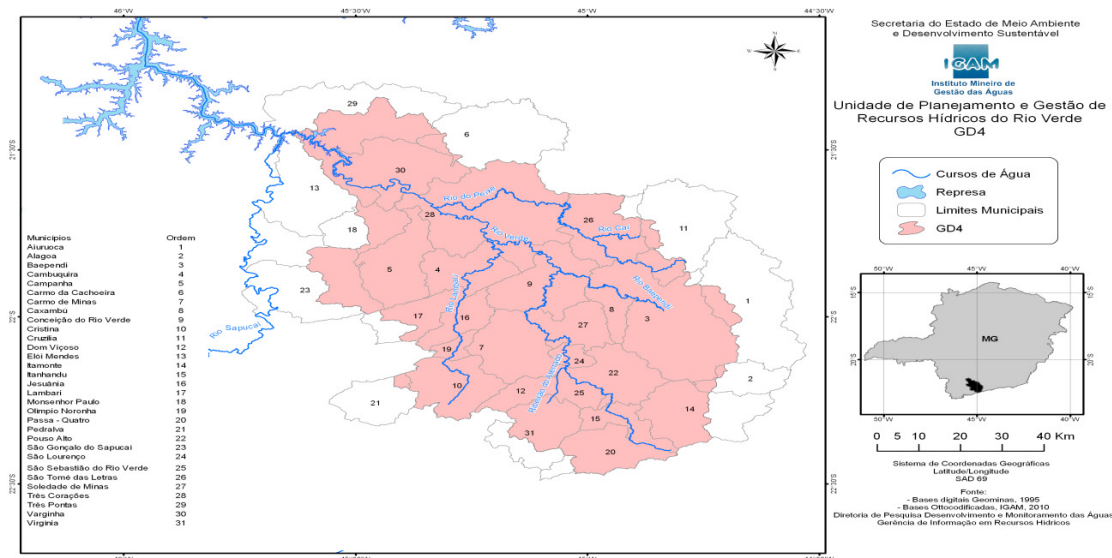 46°W
45°30'W
45°W
44°30'W
Secretaria do Estado de Meio Ambiente
e Desenvolvimento Sustentável
IGAM
Instituto Mineiro de
Gestão das Águas
Unidade de Planejamento e Gestão de
Recursos Hídricos do Rio Verde
GD4
Cursos de Água
Represa
Limites Municipais
GD4
N
21°30'S
22°S
22°30'S
29
6
30
13
Rio do Peixe
28
26
18
Rio Verde
Rio Caí
11
5
4
23
9
Rio Lambari
Rio Baependi
1
17
16
8
3
27
Rio Sapucaí
19
7
24
22
10
12
25
2
21
15
14
31
20
Municípios Ordem
Aiuruoca 1
Alagoa 2
Baependi 3
Cambuquira 4
Campanha 5
Carmo da Cachoeira 6
Carmo de Minas 7
Caxambú 8
Conceição do Rio Verde 9
Cristina 10
Cruzília 11
Dom Viçoso 12
Elói Mendes 13
Itamonte 14
Itanhandu 15
Jesuânia 16
Lambari 17
Monsenhor Paulo 18
Olímpio Noronha 19
Passa - Quatro 20
Pedralva 21
Pouso Alto 22
São Gonçalo do Sapucaí 23
São Lourenço 24
São Sebastião do Rio Verde 25
São Tomé das Letras 26
Soledade de Minas 27
Três Corações 28
Três Pontas 29
Varginha 30
Virgínia 31
50°W
45°W
40°W
15°S
20°S
MG
50°W
45°W
40°W
0 5 10 20 30 40 Km
Sistema de Coordenadas Geográficas
Latitude/Longitude
SAD 69
Fonte:
- Bases digitais Geominas, 1995
- Bases Ottocodificadas, IGAM, 2010
Diretoria de Pesquisa Desenvolvimento e Monitoramento das Águas
Gerência de Informação em Recursos Hídricos